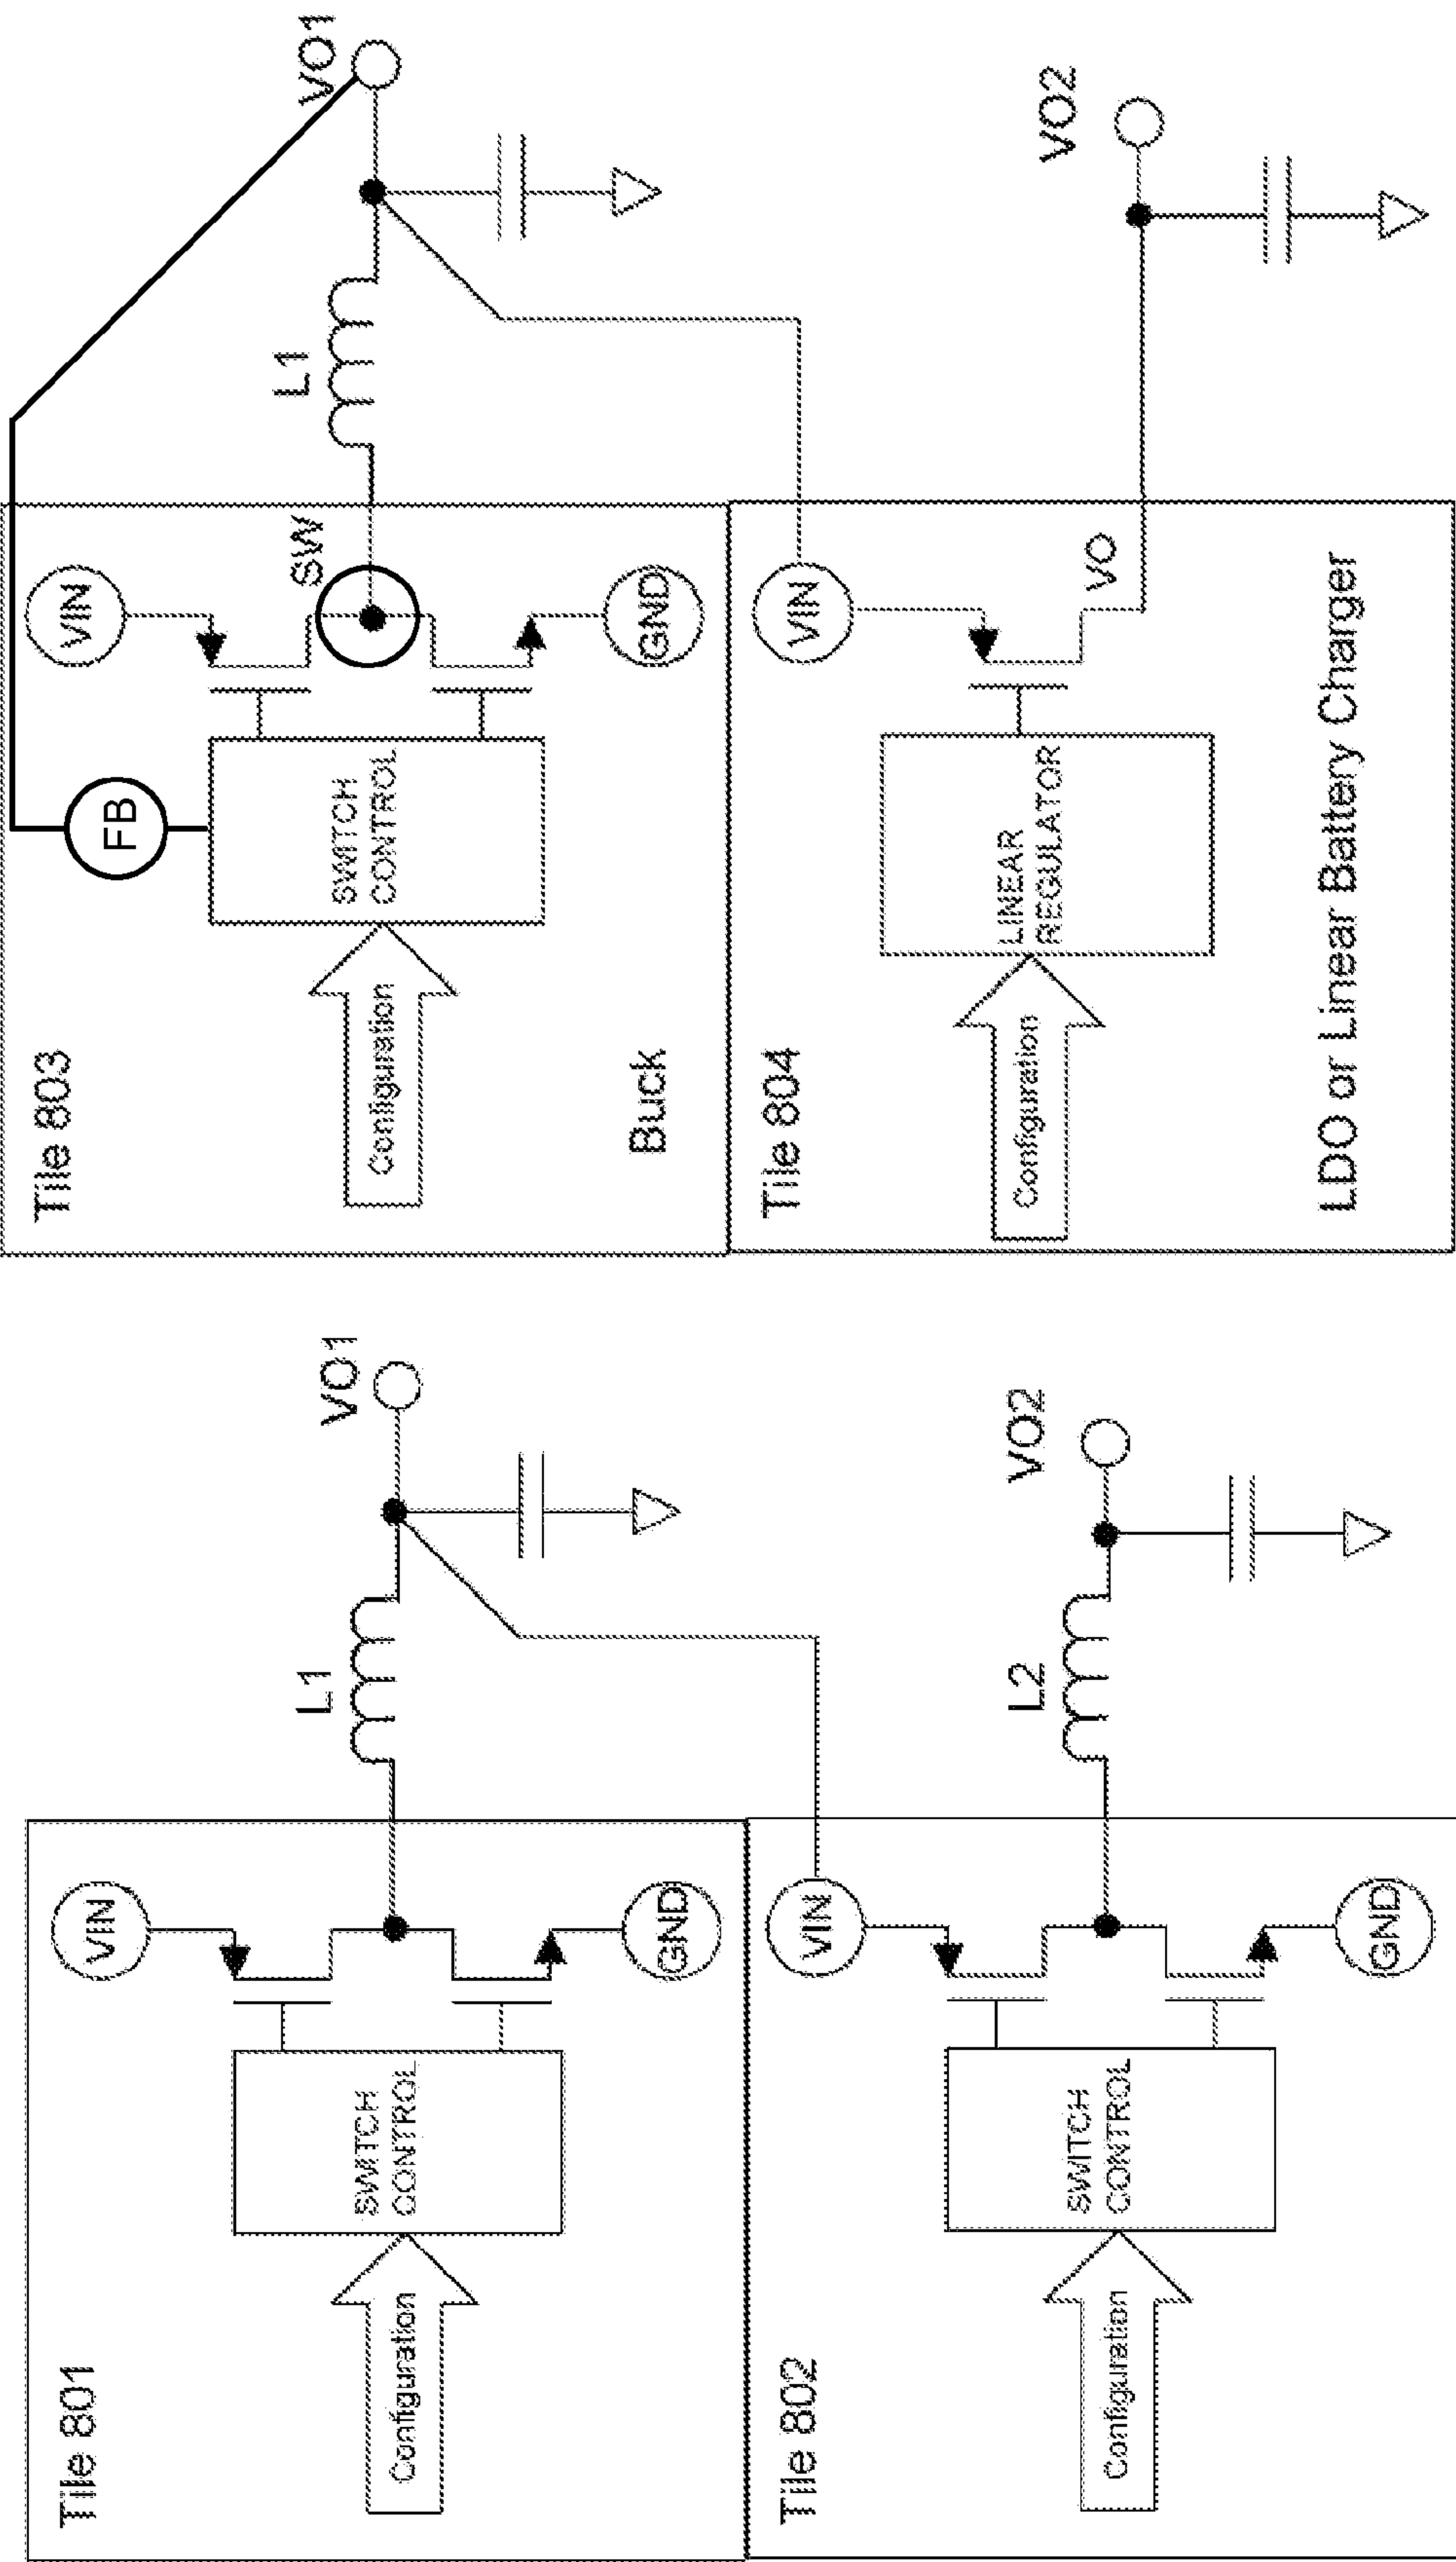 Tile 801
VIN
L1
VO1
SWITCH
CONTROL
Configuration
GND
Tile 802
VIN
L2
VO2
SWITCH
CONTROL
Configuration
GND
Tile 803
FB
VIN
SW
L1
VO1
SWITCH
CONTROL
Configuration
GND
Buck
Tile 804
VIN
VO
VO2
LINEAR
REGULATOR
Configuration
LDO or Linear Battery Charger